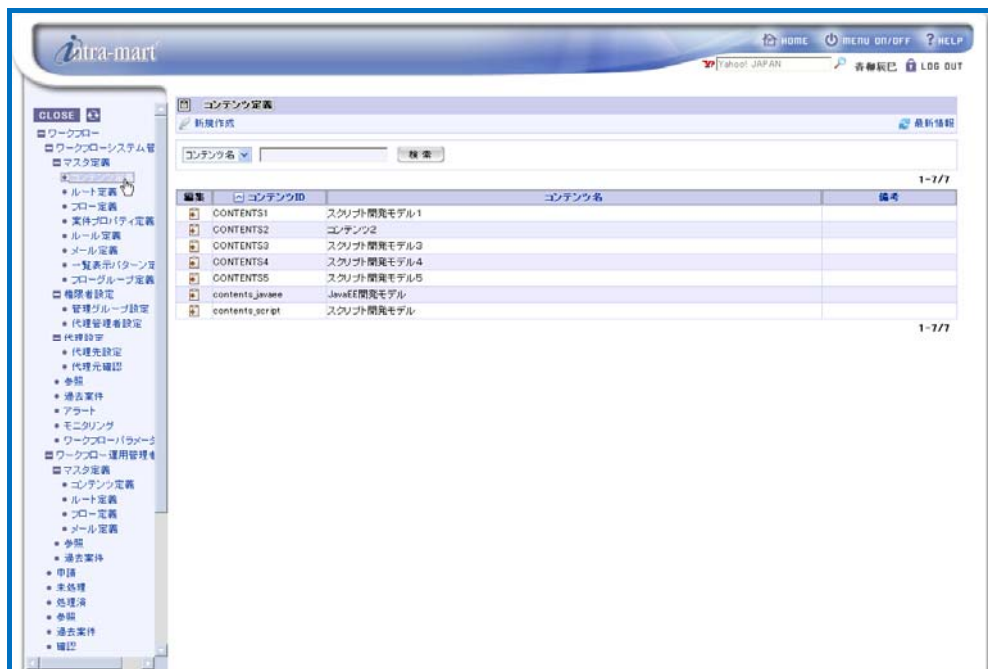 intra-mart
HOME MENU ON/OFF ? HELP
Yahoo! JAPAN 青柳辰巳 LOG OUT
CLOSE
コンテンツ定義
新規作成 最新情報
コンテンツ名 検索
1-7/7
編集 コンテンツID コンテンツ名 備考
CONTENTS1 スクリプト開発モデル1
CONTENTS2 コンテンツ2
CONTENTS3 スクリプト開発モデル3
CONTENTS4 スクリプト開発モデル4
CONTENTS5 スクリプト開発モデル5
contents_javaee JavaEE開発モデル
contents_script スクリプト開発モデル
1-7/7
ワークフロー
ワークフローシステム管
マスタ定義
ルート定義
フロー定義
案件プロパティ定義
ルール定義
メール定義
一覧表示パターン定
フローグループ定義
権限者設定
管理グループ設定
代理管理者設定
代理設定
代理先設定
代理元確認
参照
過去案件
アラート
モニタリング
ワークフローパラメータ
ワークフロー運用管理者
マスタ定義
コンテンツ定義
ルート定義
フロー定義
メール定義
参照
過去案件
申請
未処理
処理済
参照
過去案件
確認